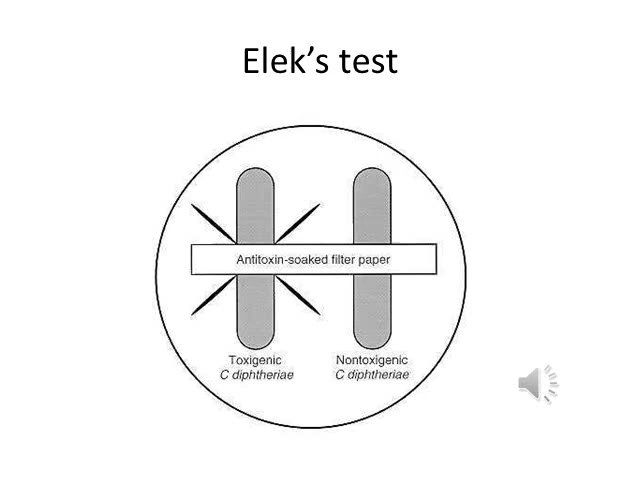 Elek’s test
Antitoxin-soaked filter paper
Toxigenic
C diphtheriae
Nontoxigenic
C diphtheriae